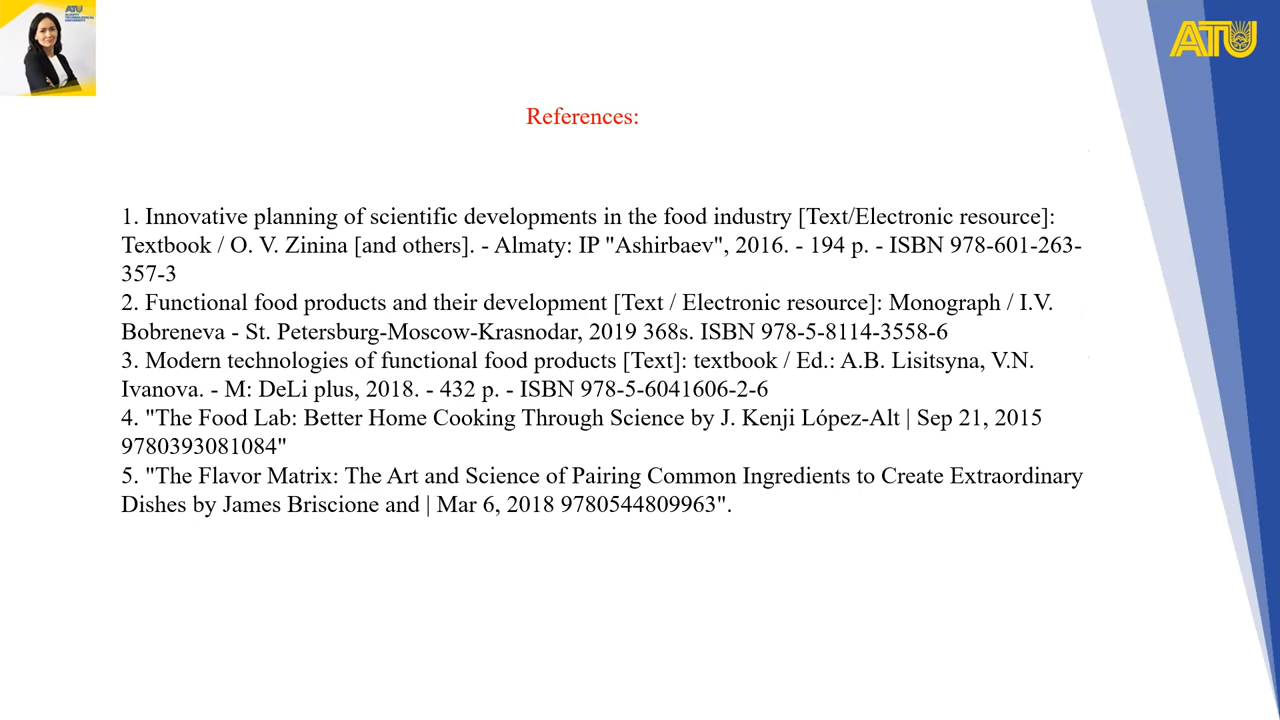 ATU
ALMATY
TECHNOLOGICAL
UNIVERSITY
ATU
References:
1. Innovative planning of scientific developments in the food industry [Text/Electronic resource]:
Textbook / O. V. Zinina [and others]. - Almaty: IP "Ashirbaev", 2016. - 194 p. - ISBN 978-601-263-
357-3
2. Functional food products and their development [Text / Electronic resource]: Monograph / I.V.
Bobreneva - St. Petersburg-Moscow-Krasnodar, 2019 368s. ISBN 978-5-8114-3558-6
3. Modern technologies of functional food products [Text]: textbook / Ed.: A.B. Lisitsyna, V.N.
Ivanova. - M: DeLi plus, 2018. - 432 p. - ISBN 978-5-6041606-2-6
4. "The Food Lab: Better Home Cooking Through Science by J. Kenji López-Alt | Sep 21, 2015
9780393081084"
5. "The Flavor Matrix: The Art and Science of Pairing Common Ingredients to Create Extraordinary
Dishes by James Briscione and | Mar 6, 2018 9780544809963".